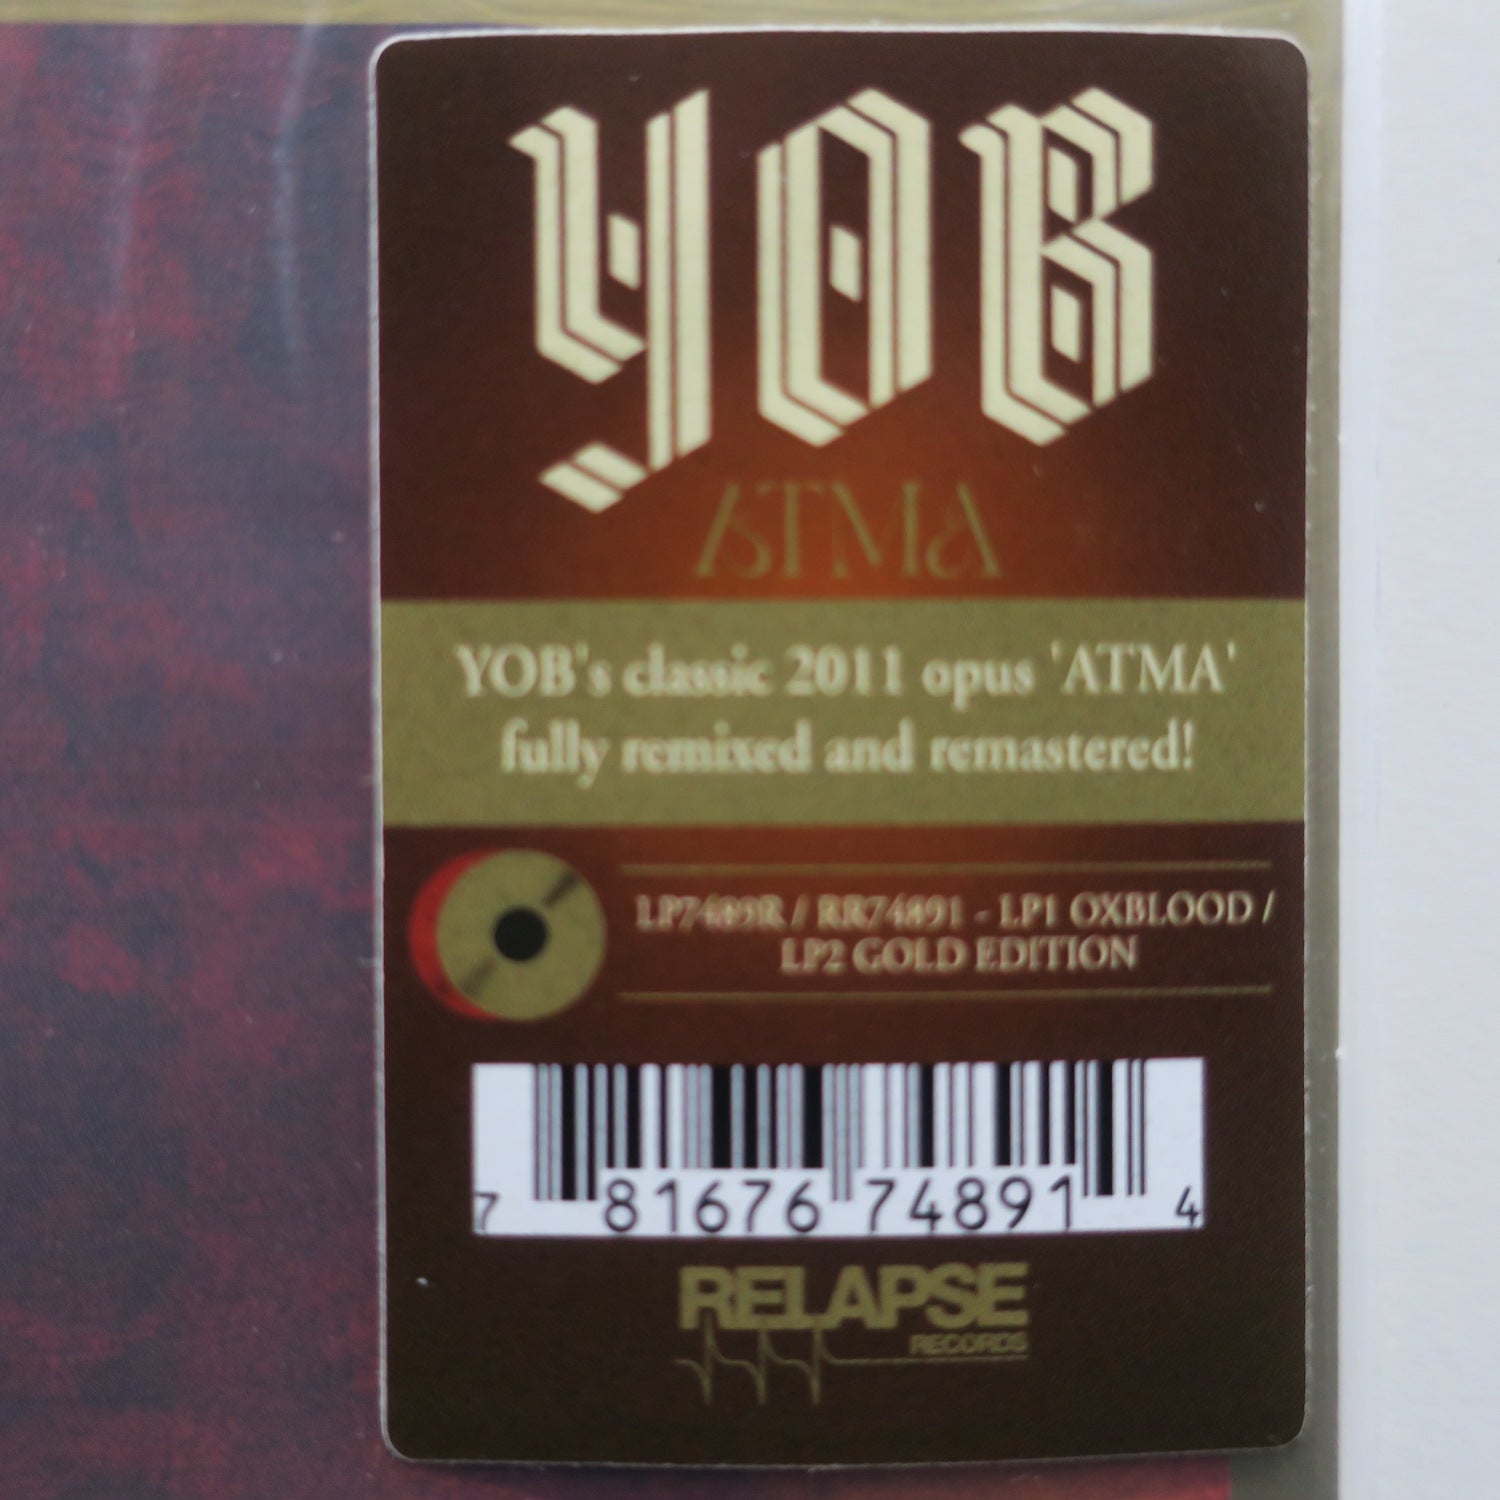 YOB
ATMA
YOB's classic 2011 opus 'ATMA'
fully remixed and remastered!
LP7489R / RR74891 - LP1 OXBLOOD /
LP2 GOLD EDITION
7 81676 74891 4
RELAPSE
RECORDS